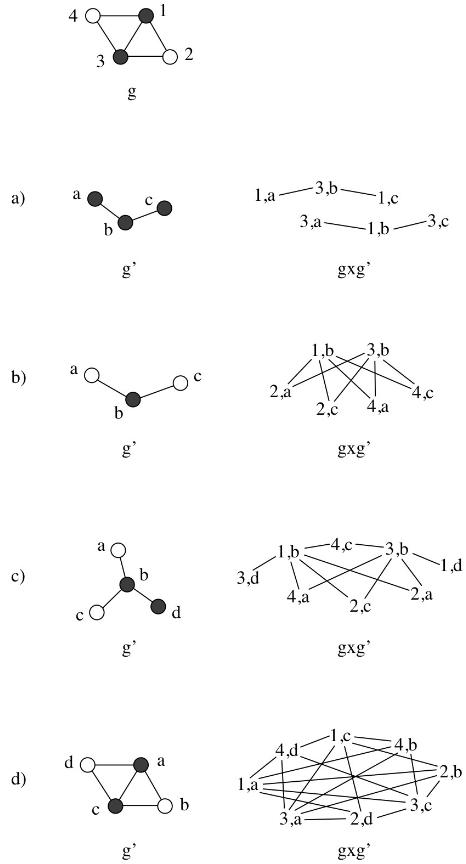 4 1
3 2
g
a)
a c
b
1,a 3,b 1,c
3,a 1,b 3,c
g' gxg'
b)
a c
b
1,b 3,b
2,a 4,c
2,c 4,a
g' gxg'
c)
a
b
c d
1,b 4,c 3,b
3,d 1,d
4,a 2,c 2,a
g' gxg'
d)
d a
c b
4,d 1,c 4,b
1,a 2,b
3,a 2,d 3,c
g' gxg'